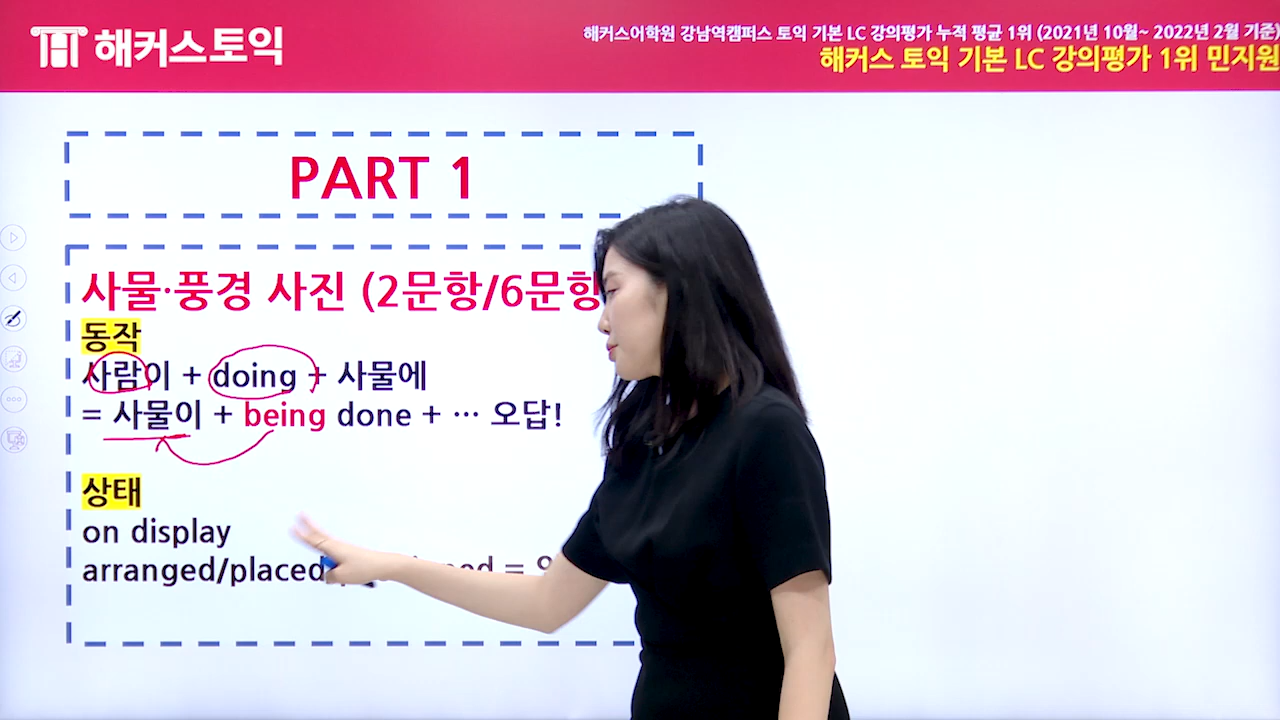 해커스토익
해커스어학원 강남역캠퍼스 토익 기본 LC 강의평가 누적 평균 1위 (2021년 10월~ 2022년 2월 기준)
해커스 토익 기본 LC 강의평가 1위 민지원
PART 1
사물·풍경 사진 (2문항/6문항
동작
사람이 + doing + 사물에
= 사물이 + being done + ··· 오답!
상태
on display
arranged/placed =